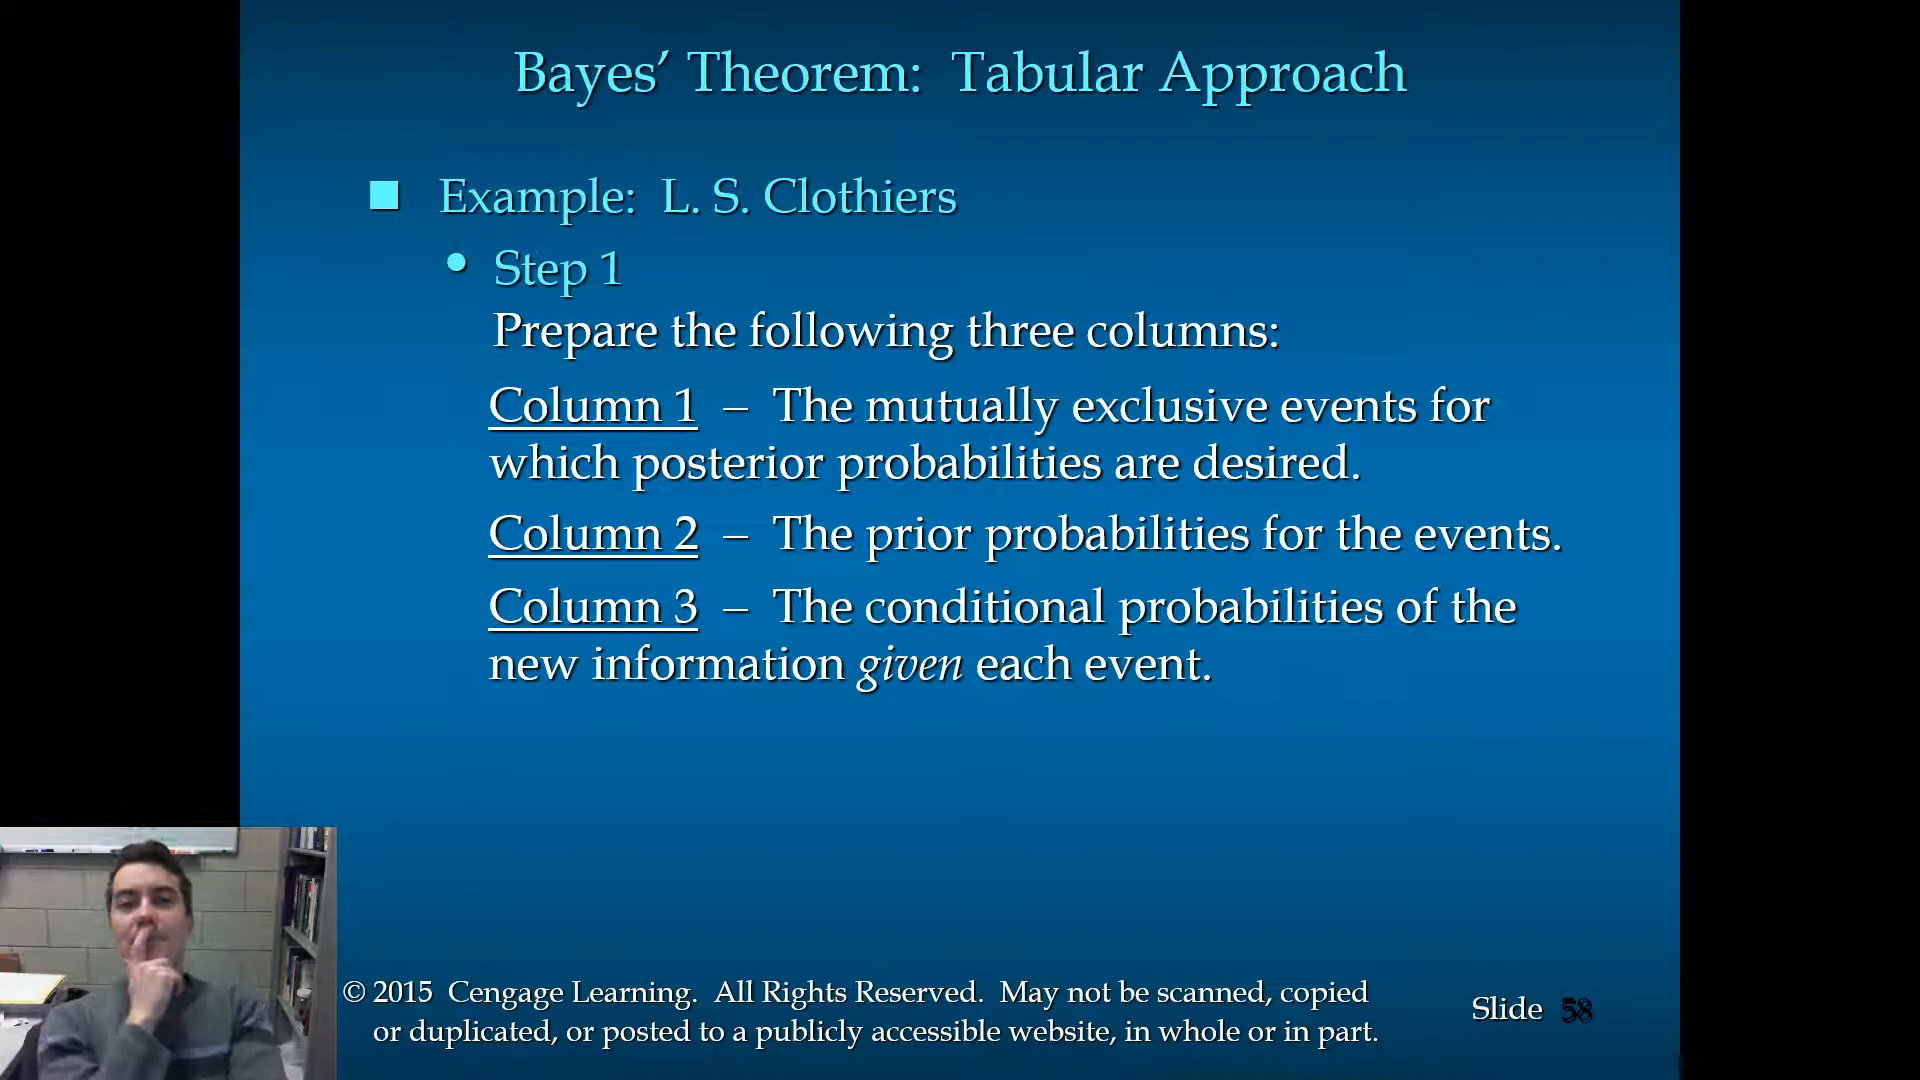 Bayes’ Theorem: Tabular Approach
■ Example: L. S. Clothiers
• Step 1
Prepare the following three columns:
Column 1 – The mutually exclusive events for
which posterior probabilities are desired.
Column 2 – The prior probabilities for the events.
Column 3 – The conditional probabilities of the
new information given each event.
© 2015 Cengage Learning. All Rights Reserved. May not be scanned, copied
or duplicated, or posted to a publicly accessible website, in whole or in part.
Slide